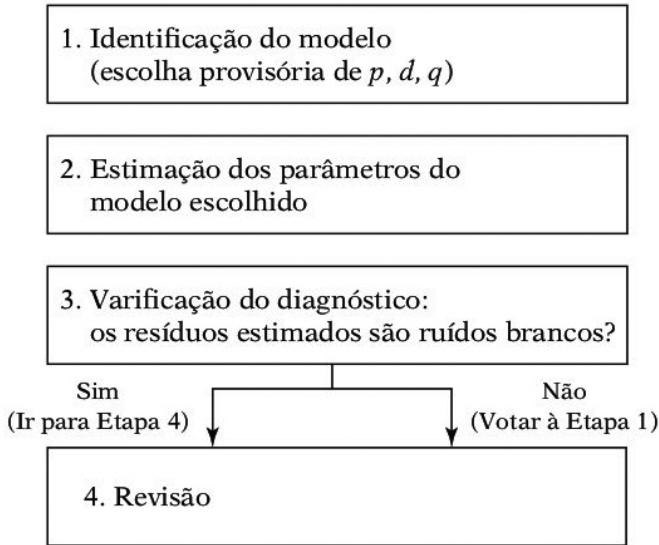 1. Identificação do modelo
(escolha provisória de p, d, q)
2. Estimação dos parâmetros do
modelo escolhido
3. Varificação do diagnóstico:
os resíduos estimados são ruídos brancos?
Sim
(Ir para Etapa 4)
Não
(Votar à Etapa 1)
4. Revisão